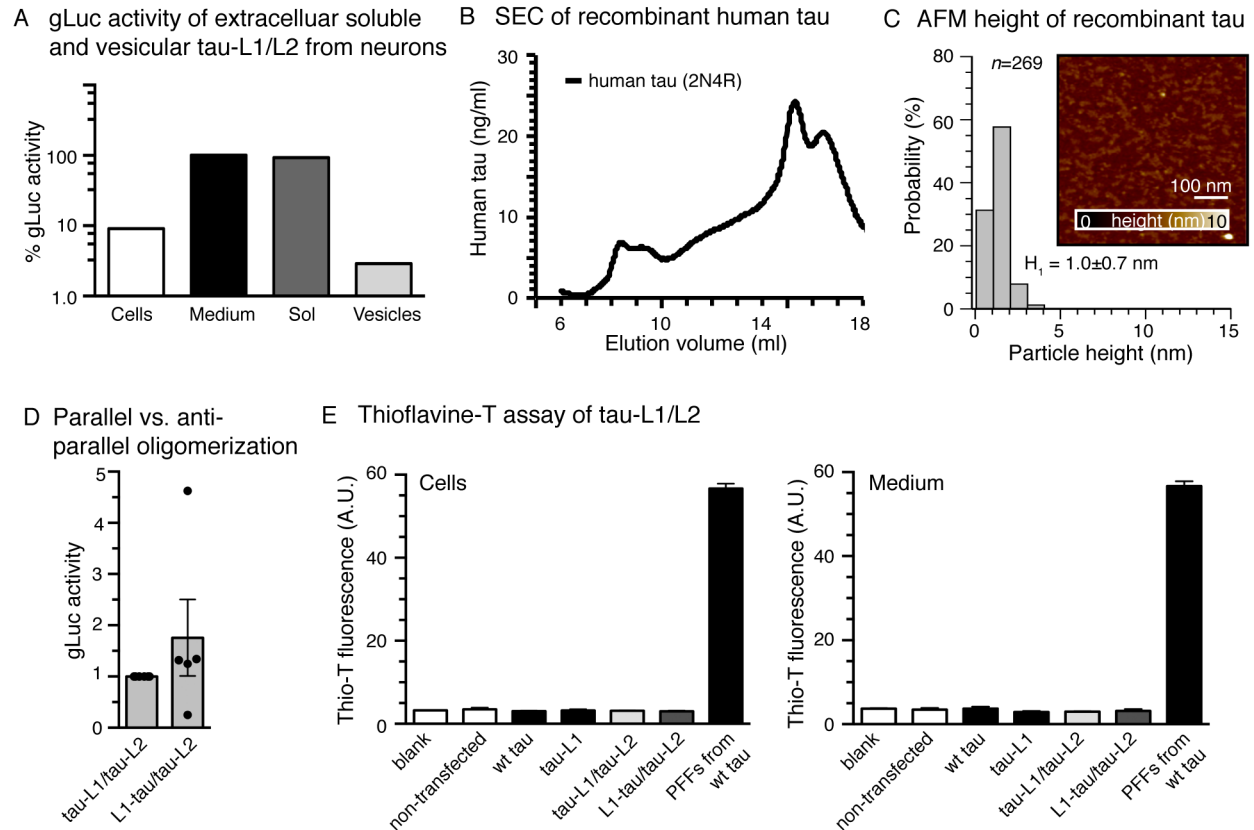 A gLuc activity of extracelluar soluble
and vesicular tau-L1/L2 from neurons
% gLuc activity
100
10
1.0
Cells Medium Sol Vesicles
B SEC of recombinant human tau
Human tau (ng/ml)
30
20
10
0
human tau (2N4R)
6 10 14 18
Elution volume (ml)
C AFM height of recombinant tau
Probability (%)
80
60
40
20
0
n=269
100 nm
0 height (nm) 10
H1 = 1.0±0.7 nm
0 5 10 15
Particle height (nm)
D Parallel vs. anti-
parallel oligomerization
gLuc activity
5
4
3
2
1
0
tau-L1/tau-L2
L1-tau/tau-L2
E Thioflavine-T assay of tau-L1/L2
Thio-T fluorescence (A.U.)
60
40
20
0
Cells
blank
non-transfected
wt tau
tau-L1
tau-L1/tau-L2
L1-tau/tau-L2
PFFs from
wt tau
Thio-T fluorescence (A.U.)
60
40
20
0
Medium
blank
non-transfected
wt tau
tau-L1
tau-L1/tau-L2
L1-tau/tau-L2
PFFs from
wt tau